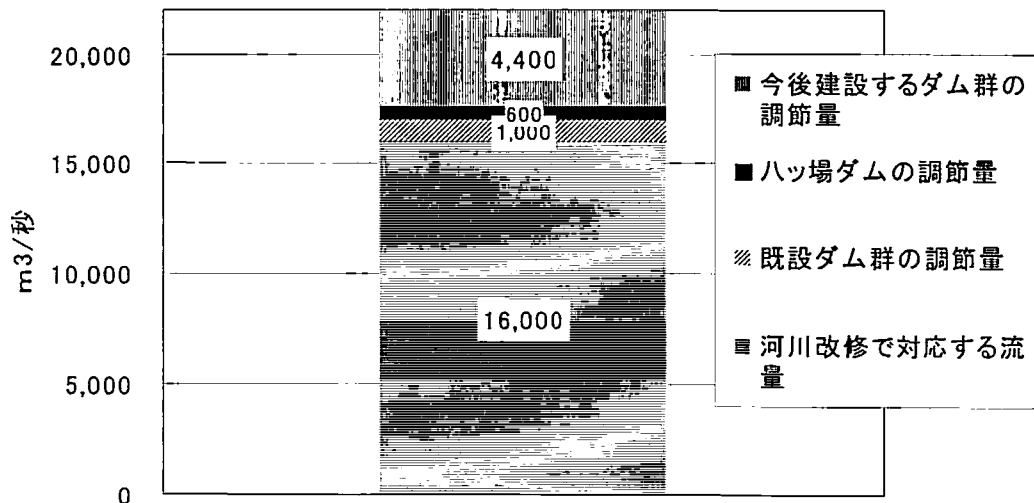 m3/秒
20,000
15,000
10,000
5,000
0
4,400
600
1,000
16,000
今後建設するダム群の
調節量
八ッ場ダムの調節量
既設ダム群の調節量
河川改修で対応する流
量